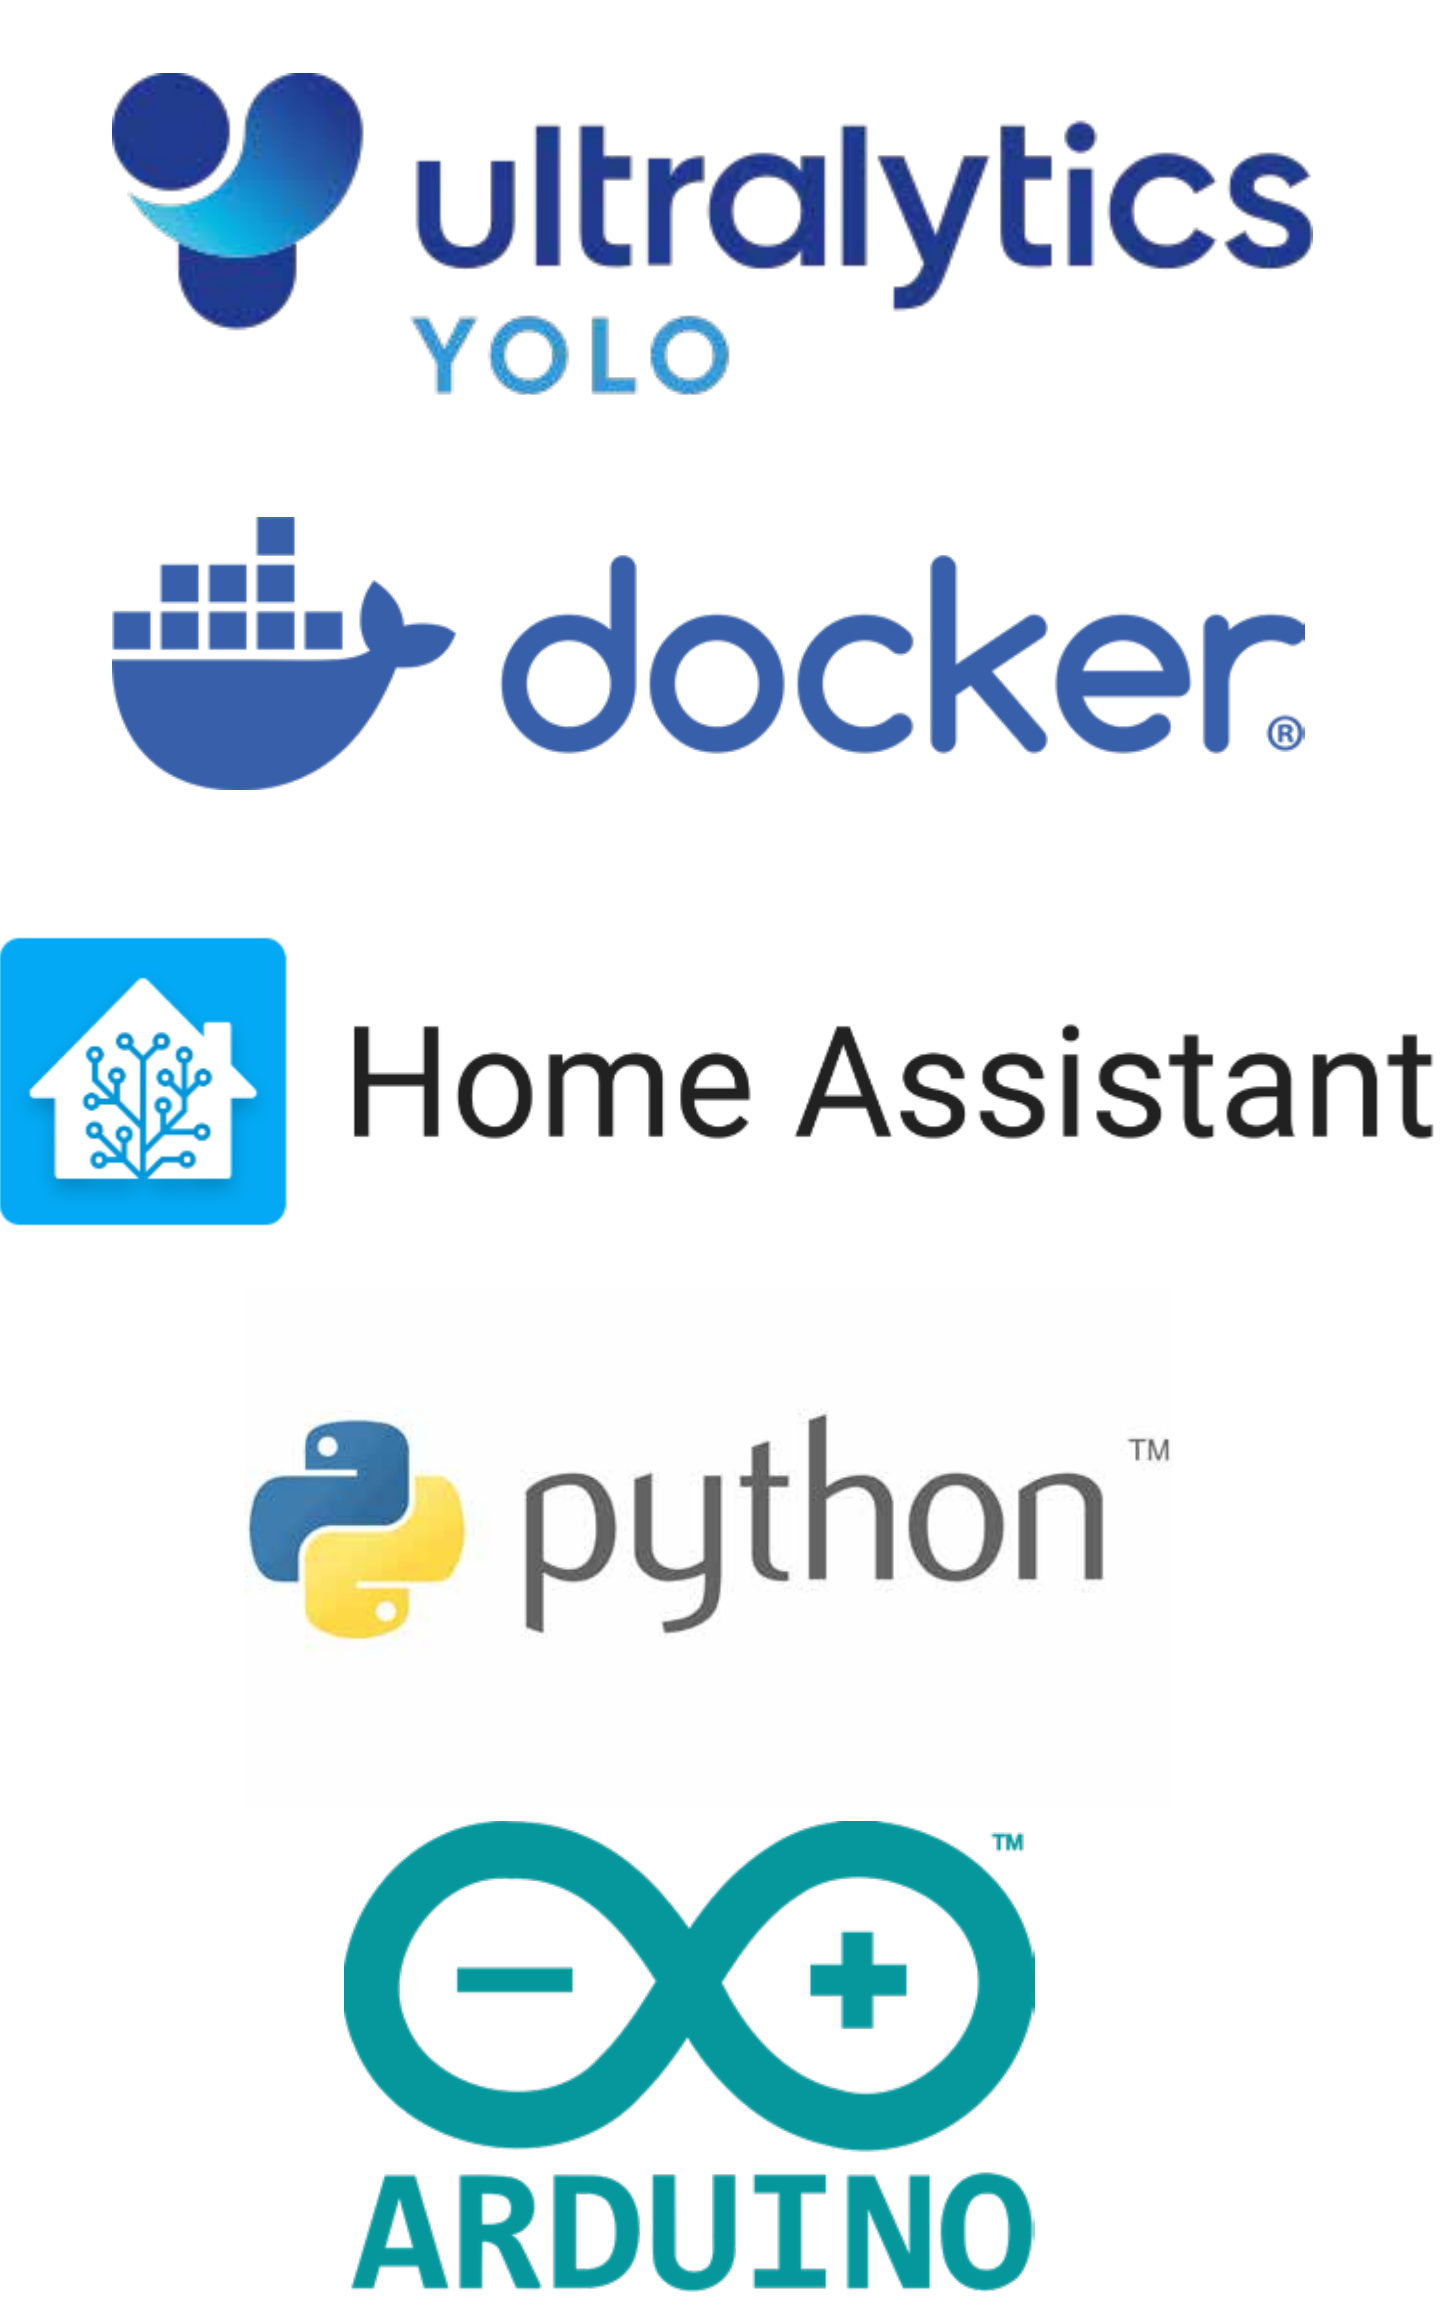 ultralytics
YOLO
docker®
Home Assistant
python™
™
ARDUINO